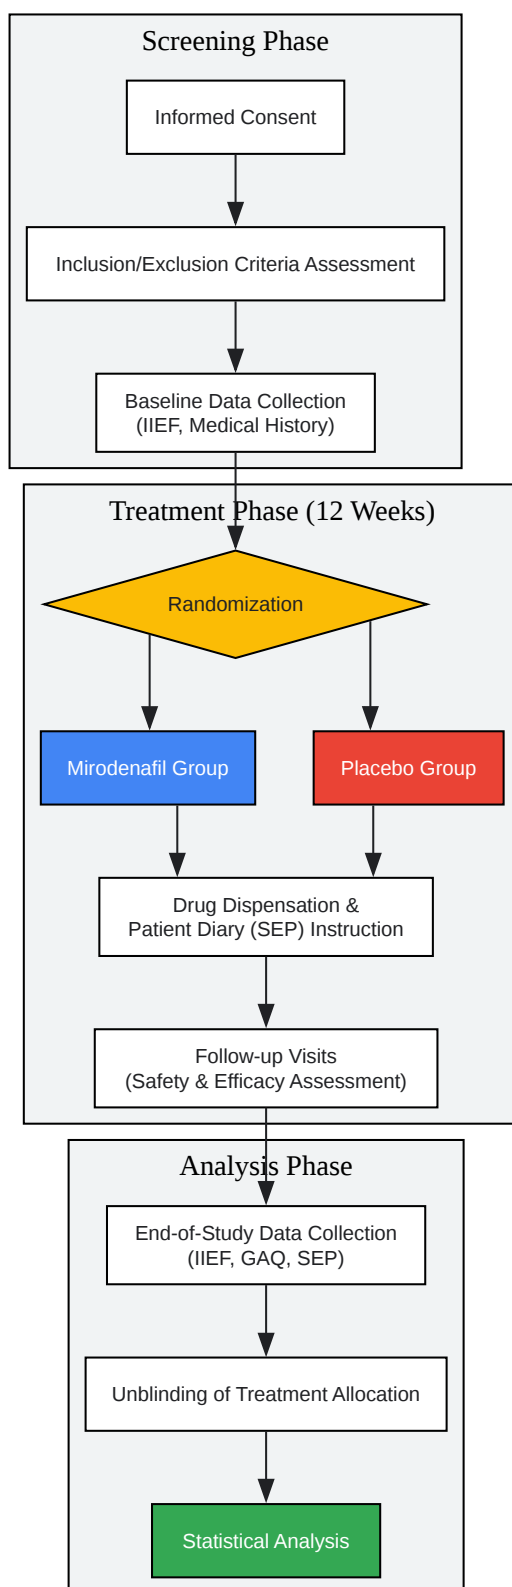 Screening Phase
Informed Consent
Inclusion/Exclusion Criteria Assessment
Baseline Data Collection
(IIEF, Medical History)
Treatment Phase (12 Weeks)
Randomization
Mirodenafil Group
Placebo Group
Drug Dispensation &
Patient Diary (SEP) Instruction
Follow-up Visits
(Safety & Efficacy Assessment)
Analysis Phase
End-of-Study Data Collection
(IIEF, GAQ, SEP)
Unblinding of Treatment Allocation
Statistical Analysis